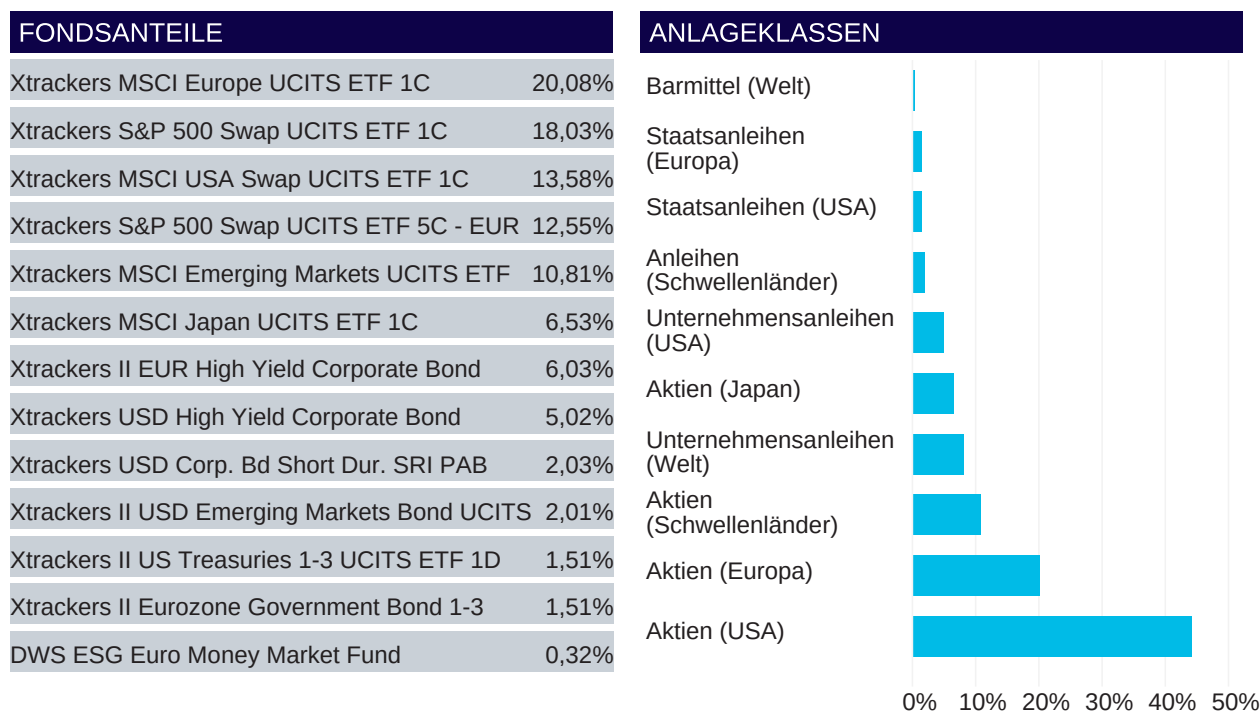 FONDSANTEILE
Xtrackers MSCI Europe UCITS ETF 1C 20,08%
Xtrackers S&P 500 Swap UCITS ETF 1C 18,03%
Xtrackers MSCI USA Swap UCITS ETF 1C 13,58%
Xtrackers S&P 500 Swap UCITS ETF 5C - EUR 12,55%
Xtrackers MSCI Emerging Markets UCITS ETF 10,81%
Xtrackers MSCI Japan UCITS ETF 1C 6,53%
Xtrackers II EUR High Yield Corporate Bond 6,03%
Xtrackers USD High Yield Corporate Bond 5,02%
Xtrackers USD Corp. Bd Short Dur. SRI PAB 2,03%
Xtrackers II USD Emerging Markets Bond UCITS 2,01%
Xtrackers II US Treasuries 1-3 UCITS ETF 1D 1,51%
Xtrackers II Eurozone Government Bond 1-3 1,51%
DWS ESG Euro Money Market Fund 0,32%
ANLAGEKLASSEN
Barmittel (Welt)
Staatsanleihen
(Europa)
Staatsanleihen (USA)
Anleihen
(Schwellenländer)
Unternehmensanleihen
(USA)
Aktien (Japan)
Unternehmensanleihen
(Welt)
Aktien
(Schwellenländer)
Aktien (Europa)
Aktien (USA)
0% 10% 20% 30% 40% 50%